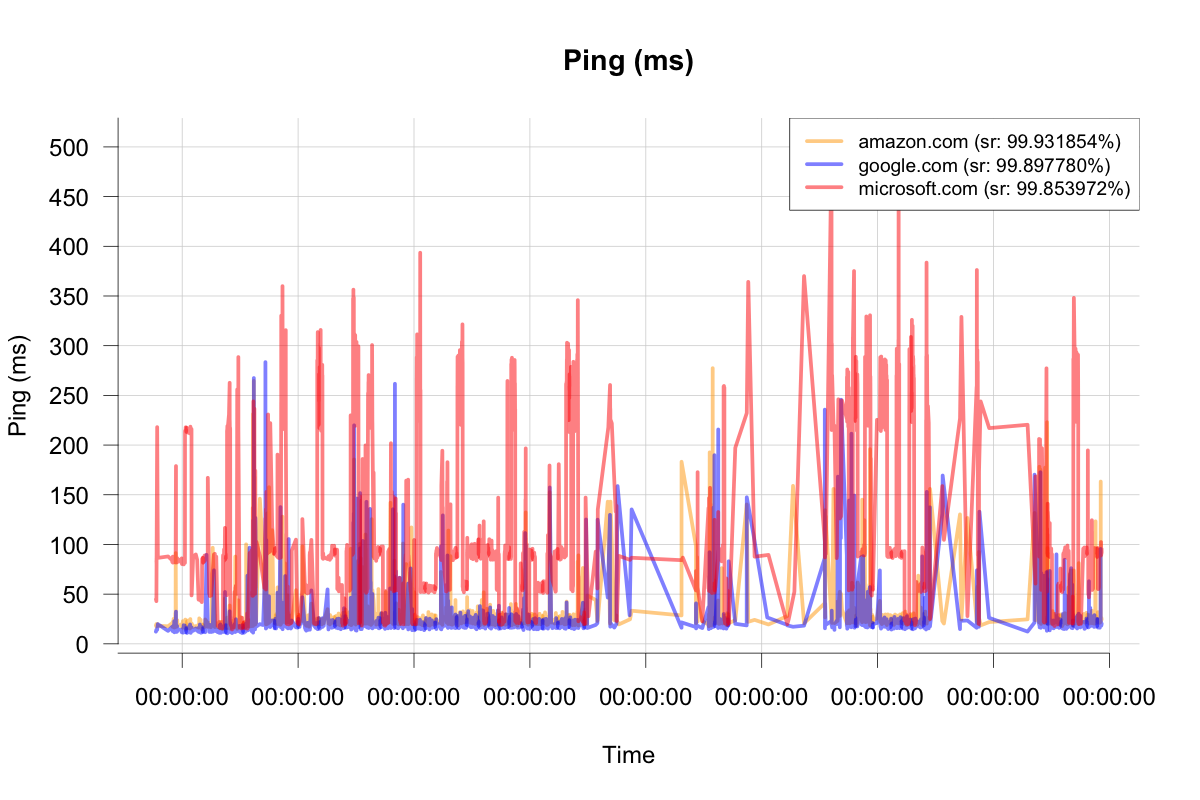 Ping (ms)
amazon.com (sr: 99.931854%)
google.com (sr: 99.897780%)
microsoft.com (sr: 99.853972%)
500
450
400
350
300
250
200
150
100
50
0
Ping (ms)
00:00:00 00:00:00 00:00:00 00:00:00 00:00:00 00:00:00 00:00:00 00:00:00 00:00:00
Time